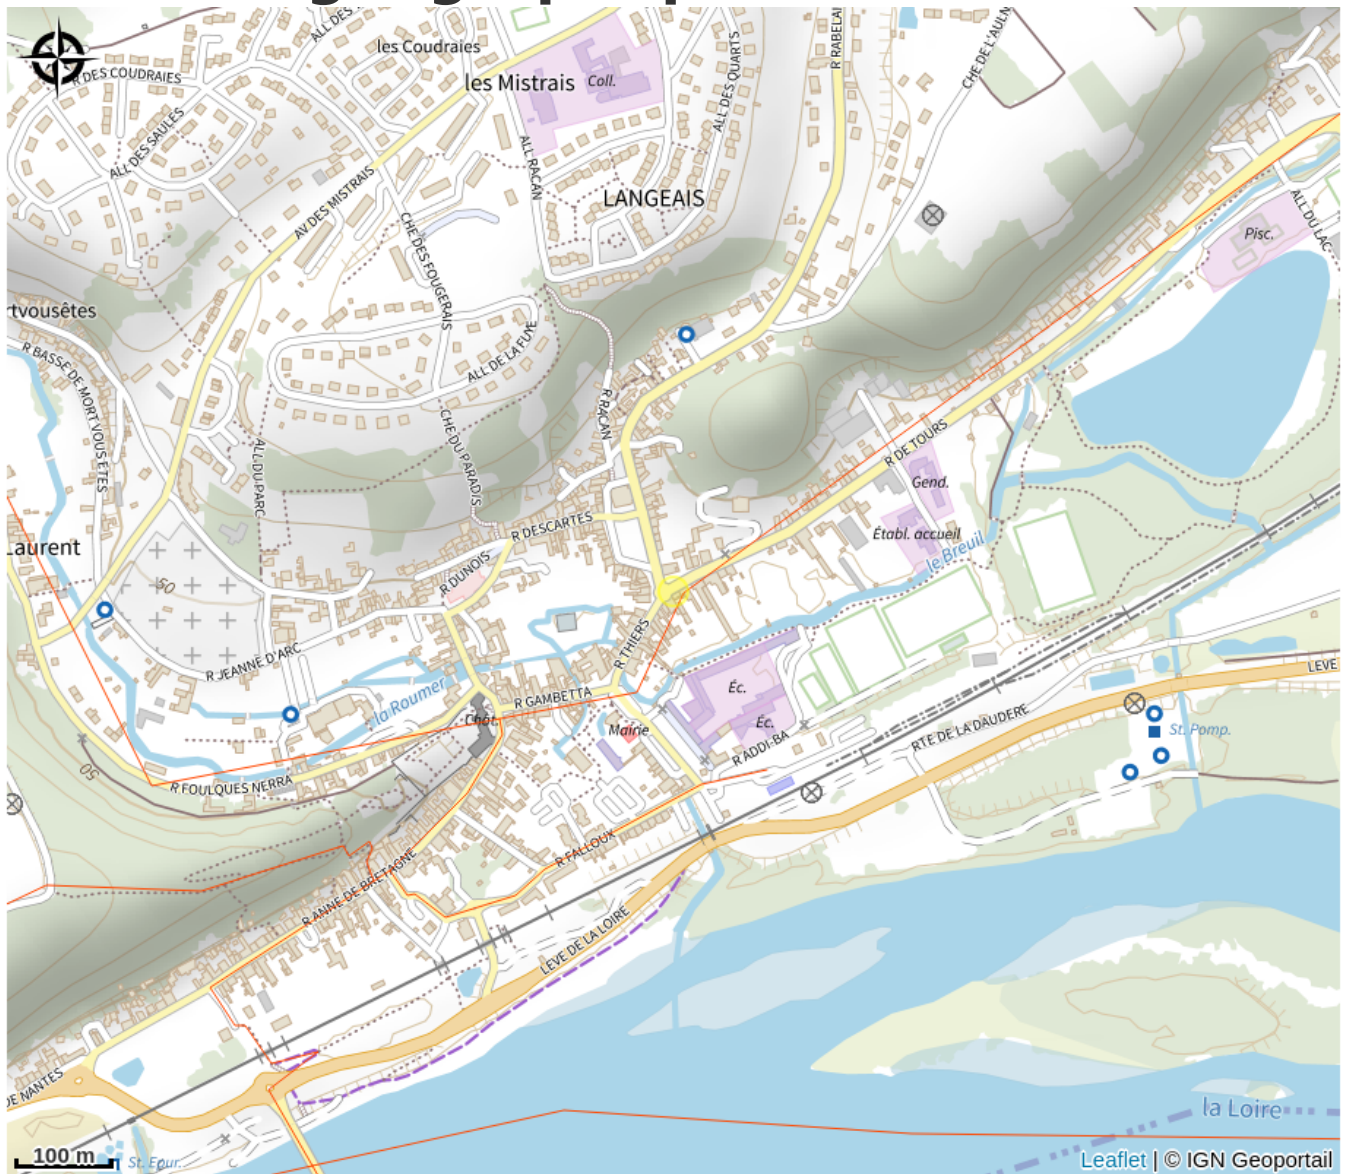 les Coudraies
R DES COUDRAIES
les Mistrais
Coll.
ALL DES QUARTS
R RABELAI
CHE DE L'AULN
ALL DES SAULES
ALL RACAN
AV DES MISTRAIS
LANGEAIS
ALL DU LAC
Pisc.
CHE DES FOUGERAIS
rtvousêtes
R BASSE DE MORT VOUS ETES
ALL DE LA FUYE
R RACAN
CHE DU PARADIS
ALL DU PARC
R DE TOURS
Gend.
R DESCARTES
Établ. accueil
Laurent
le Breuil
50
R DUNOIS
R THIERS
R JEANNE D'ARC
LEVE
Éc.
la Roumer
R GAMBETTA
Chât.
Mairie
Éc.
R ADDI-BA
RTE DE LA DAUDERE
St. Pomp.
50
R FOULQUES NERRA
R FALLOUX
R ANNE DE BRETAGNE
LEVE DE LA LOIRE
DE NANTES
la Loire
100 m
St. Epur.
Leaflet | © IGN Geoportail